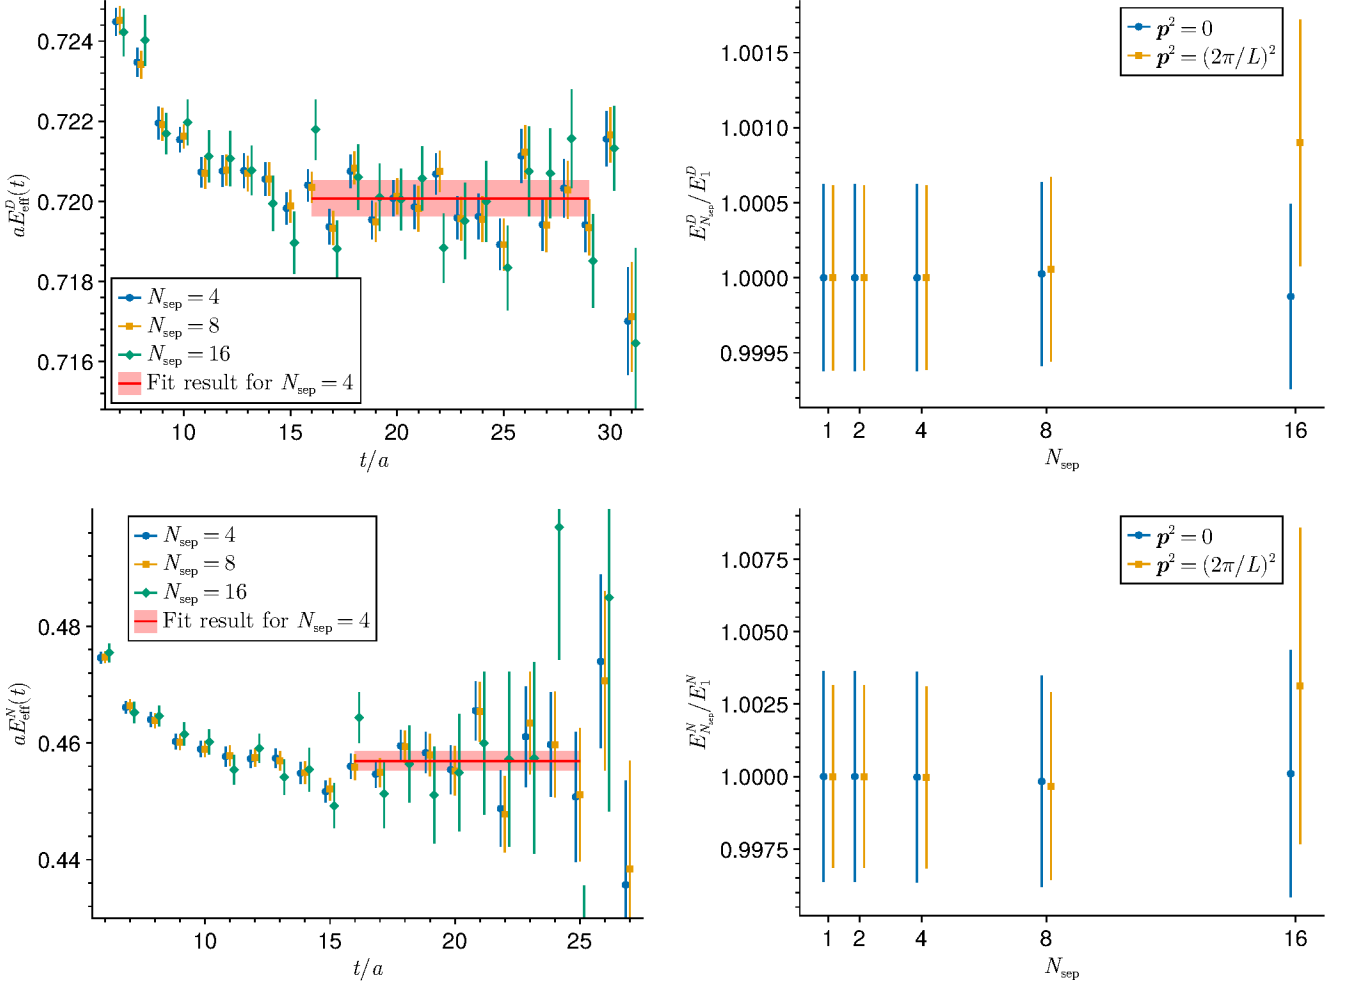 0.724
0.722
0.720
0.718
0.716
aE^D_eff(t)
N_sep = 4
N_sep = 8
N_sep = 16
Fit result for N_sep = 4
10 15 20 25 30
t/a
1.0015
1.0010
1.0005
1.0000
0.9995
E^D_{N_sep}/E^D_1
p² = 0
p² = (2π/L)²
1 2 4 8 16
N_sep
0.48
0.46
0.44
aE^N_eff(t)
N_sep = 4
N_sep = 8
N_sep = 16
Fit result for N_sep = 4
10 15 20 25
t/a
1.0075
1.0050
1.0025
1.0000
0.9975
E^N_{N_sep}/E^N_1
p² = 0
p² = (2π/L)²
1 2 4 8 16
N_sep